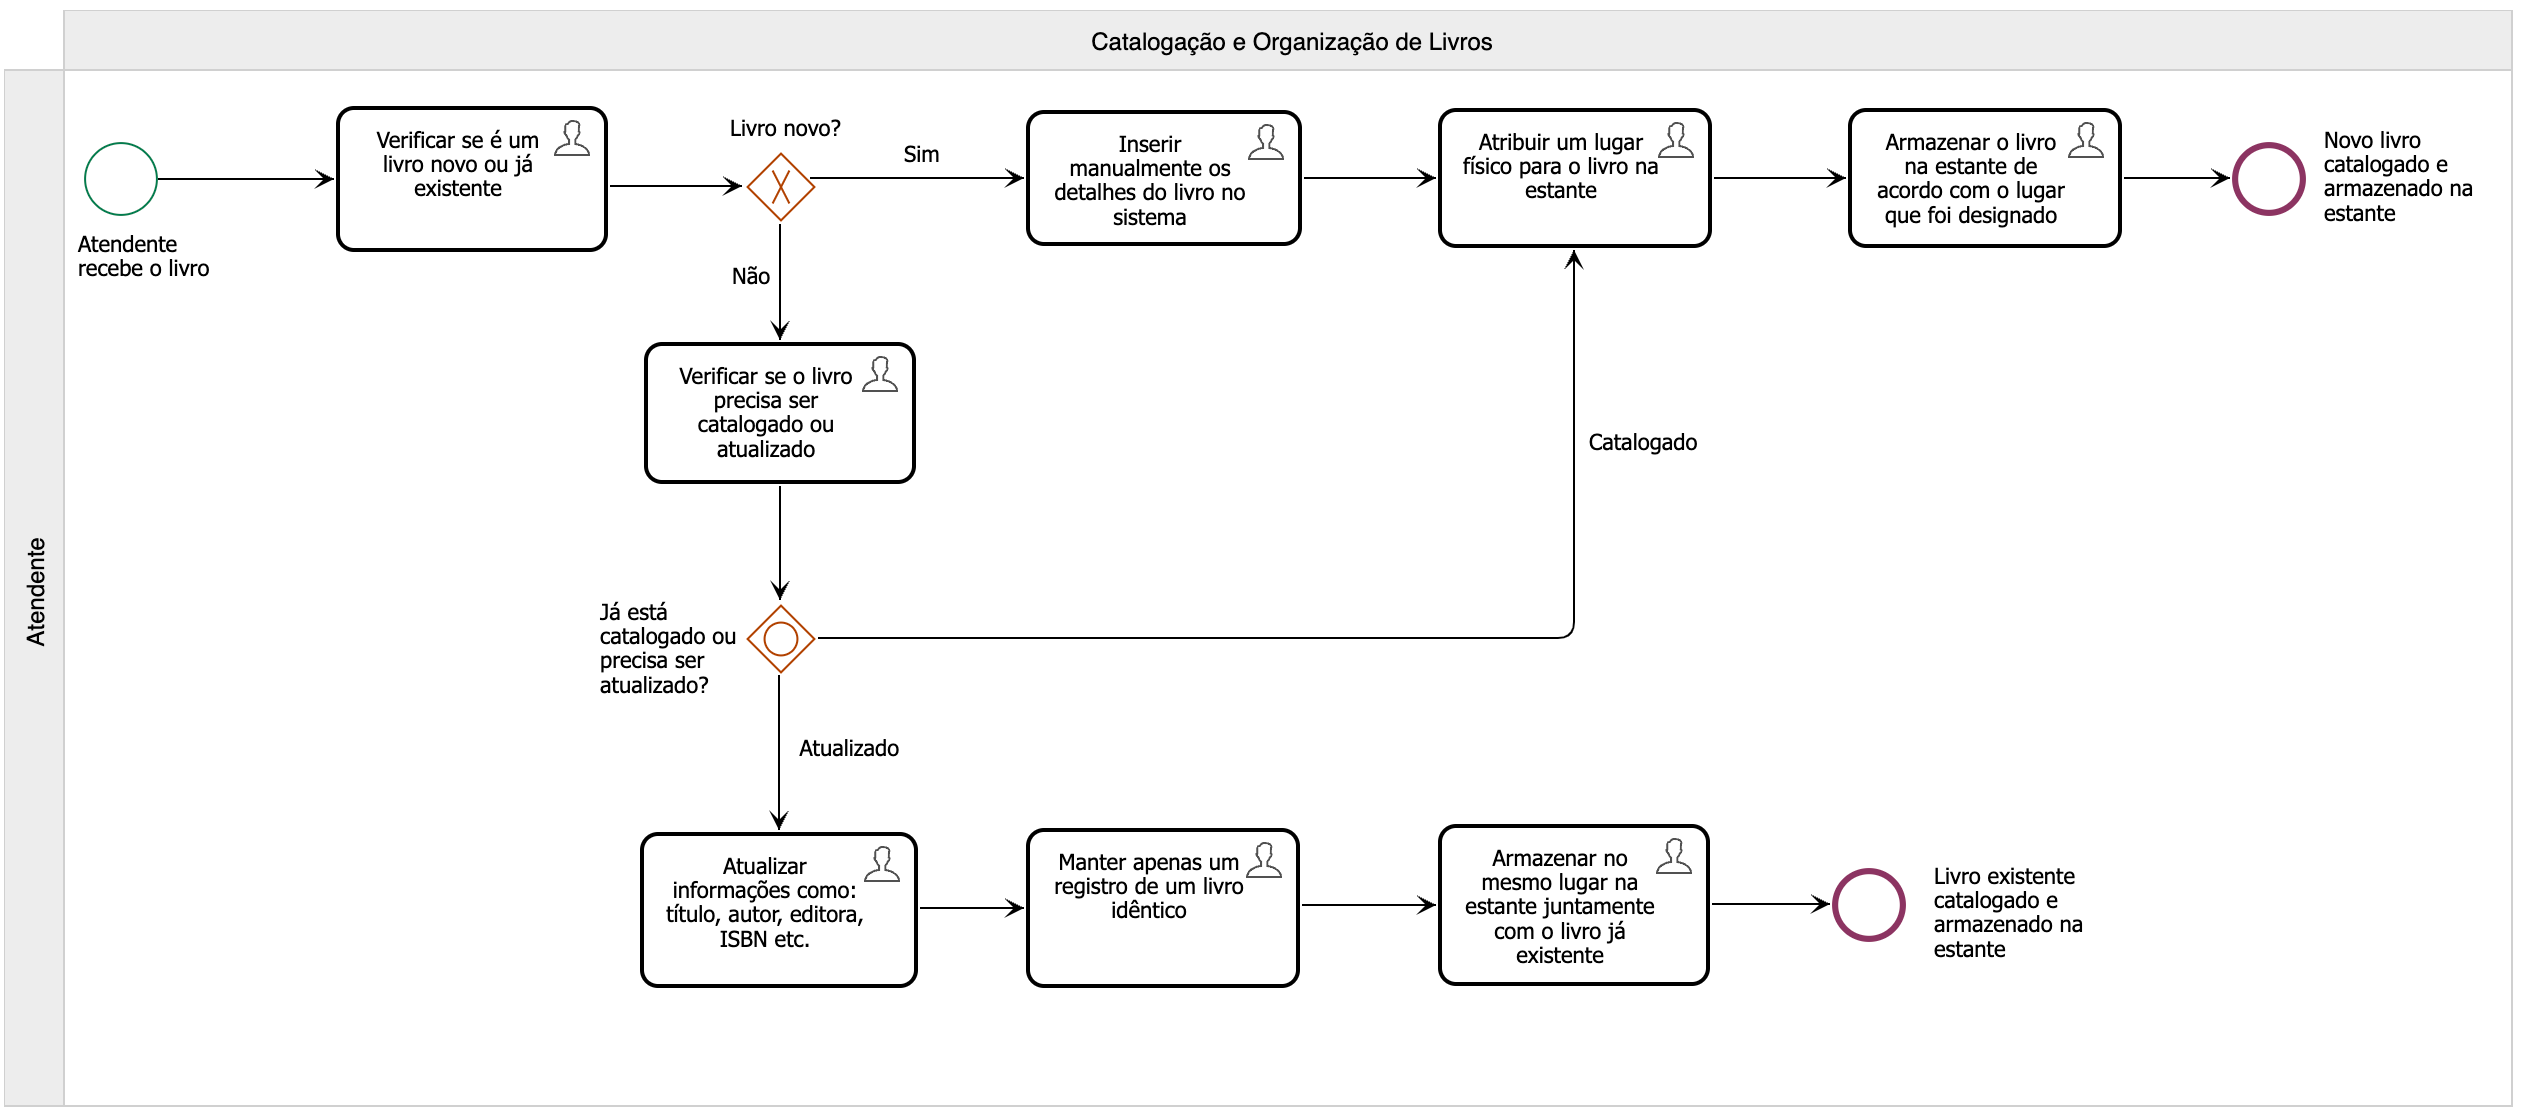 Catalogação e Organização de Livros
Atendente
Atendente
recebe o livro
Verificar se é um
livro novo ou já
existente
Livro novo?
Sim
Não
Inserir
manualmente os
detalhes do livro no
sistema
Atribuir um lugar
físico para o livro na
estante
Armazenar o livro
na estante de
acordo com o lugar
que foi designado
Novo livro
catalogado e
armazenado na
estante
Verificar se o livro
precisa ser
catalogado ou
atualizado
Já está
catalogado ou
precisa ser
atualizado?
Catalogado
Atualizado
Atualizar
informações como:
título, autor, editora,
ISBN etc.
Manter apenas um
registro de um livro
idêntico
Armazenar no
mesmo lugar na
estante juntamente
com o livro já
existente
Livro existente
catalogado e
armazenado na
estante